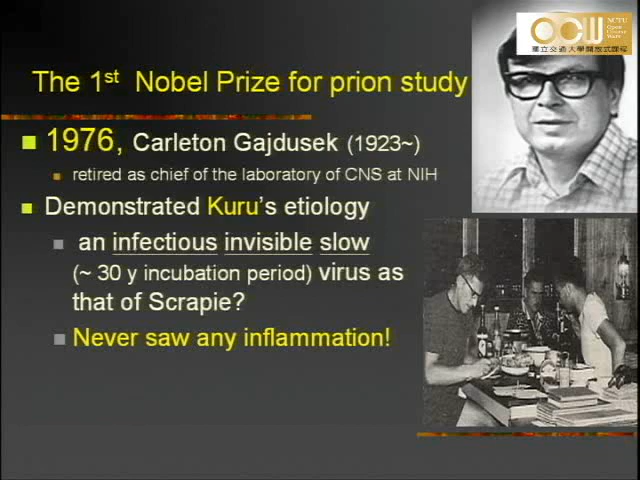 The 1st Nobel Prize for prion study
1976, Carleton Gajdusek (1923~)
retired as chief of the laboratory of CNS at NIH
Demonstrated Kuru's etiology
an infectious invisible slow
(~ 30 y incubation period) virus as
that of Scrapie?
Never saw any inflammation!
OCW
NCTU
Open
Course
Ware
國立交通大學開放式課程